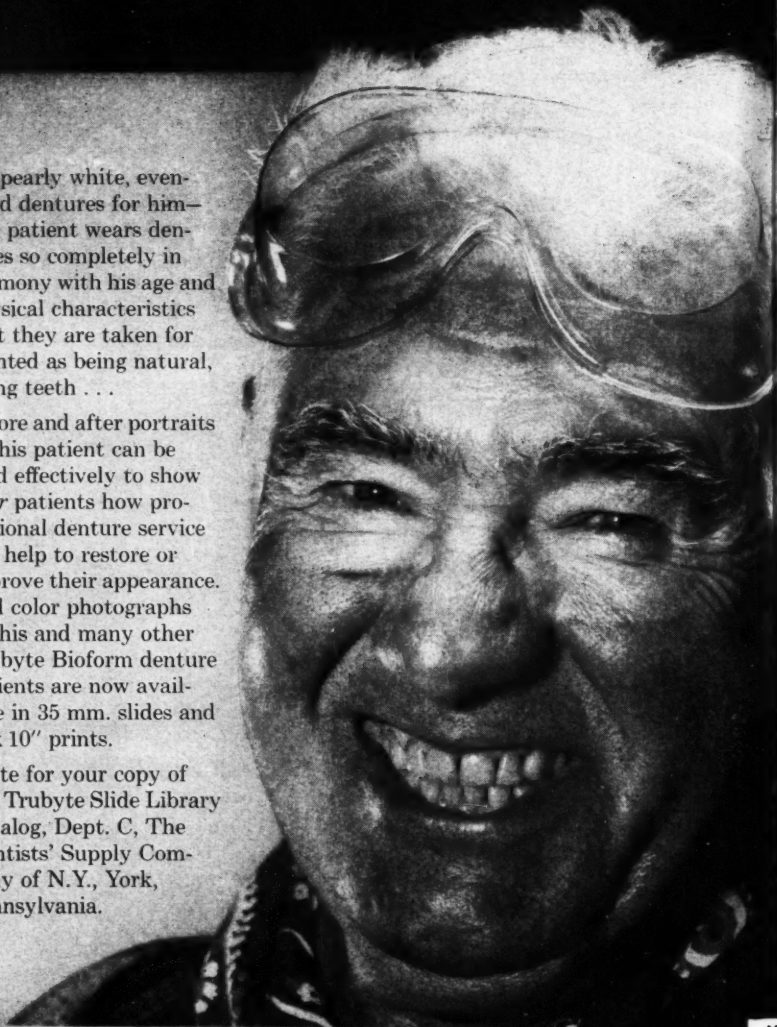 pearly white, even-
d dentures for him—
patient wears den-
es so completely in
mony with his age and
sical characteristics
t they are taken for
nted as being natural,
ng teeth . . .
ore and after portraits
his patient can be
d effectively to show
r patients how pro-
ional denture service
help to restore or
prove their appearance.
l color photographs
his and many other
byte Bioform denture
ients are now avail-
e in 35 mm. slides and
x 10" prints.
te for your copy of
Trubyte Slide Library
alog, Dept. C, The
ntists' Supply Com-
y of N.Y., York,
nnsylvania.